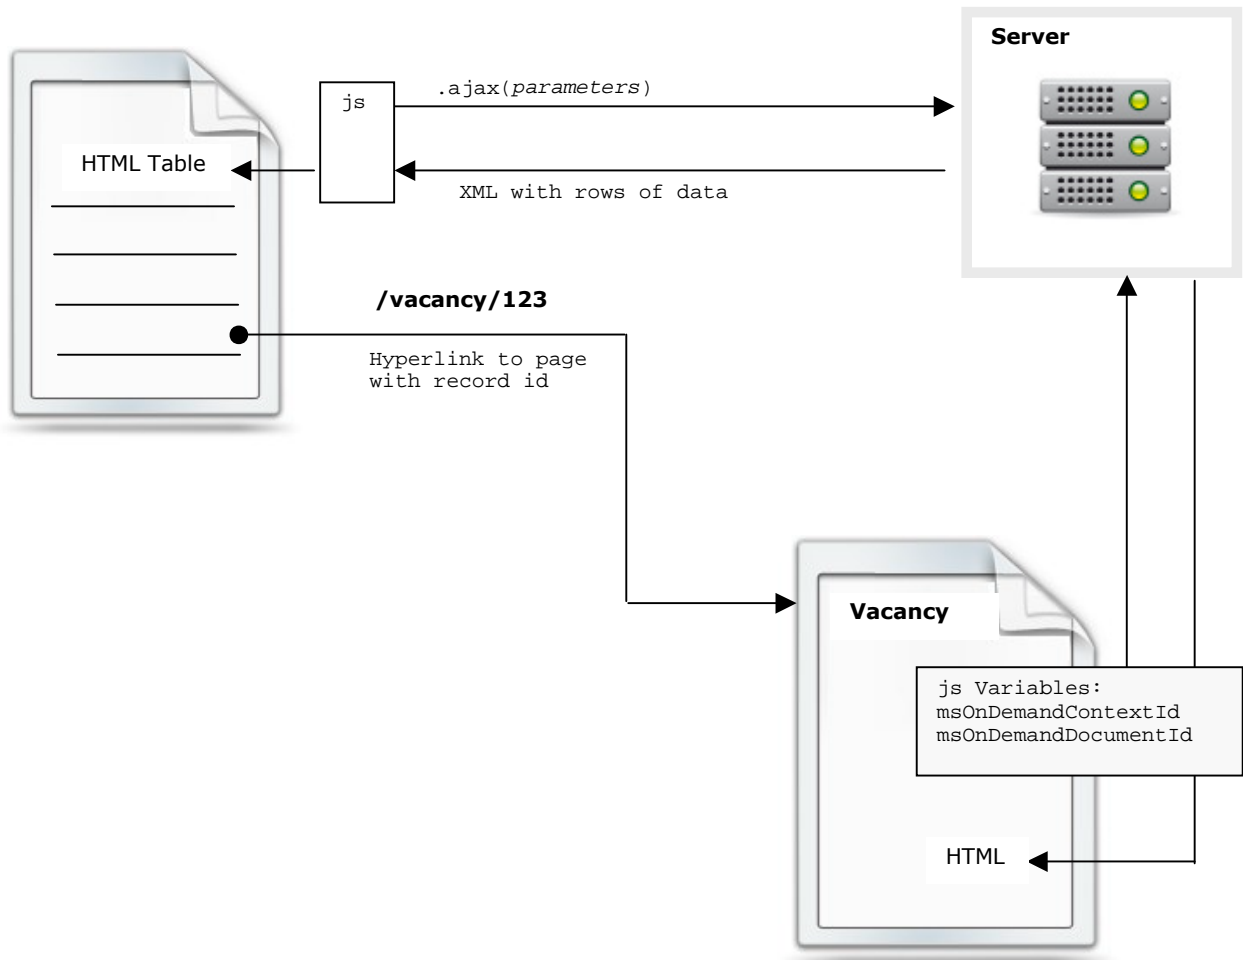 Server
.ajax(parameters)
js
HTML Table
XML with rows of data
/vacancy/123
Hyperlink to page
with record id
Vacancy
js Variables:
msOnDemandContextId
msOnDemandDocumentId
HTML